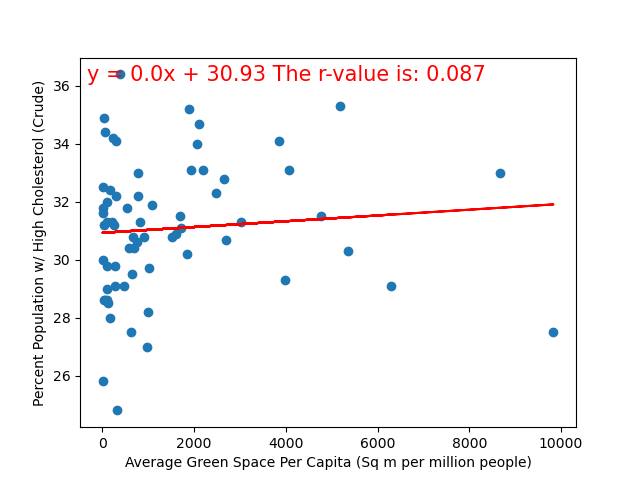 y = 0.0x + 30.93 The r-value is: 0.087
36
34
32
30
28
26
Percent Population w/ High Cholesterol (Crude)
0 2000 4000 6000 8000 10000
Average Green Space Per Capita (Sq m per million people)